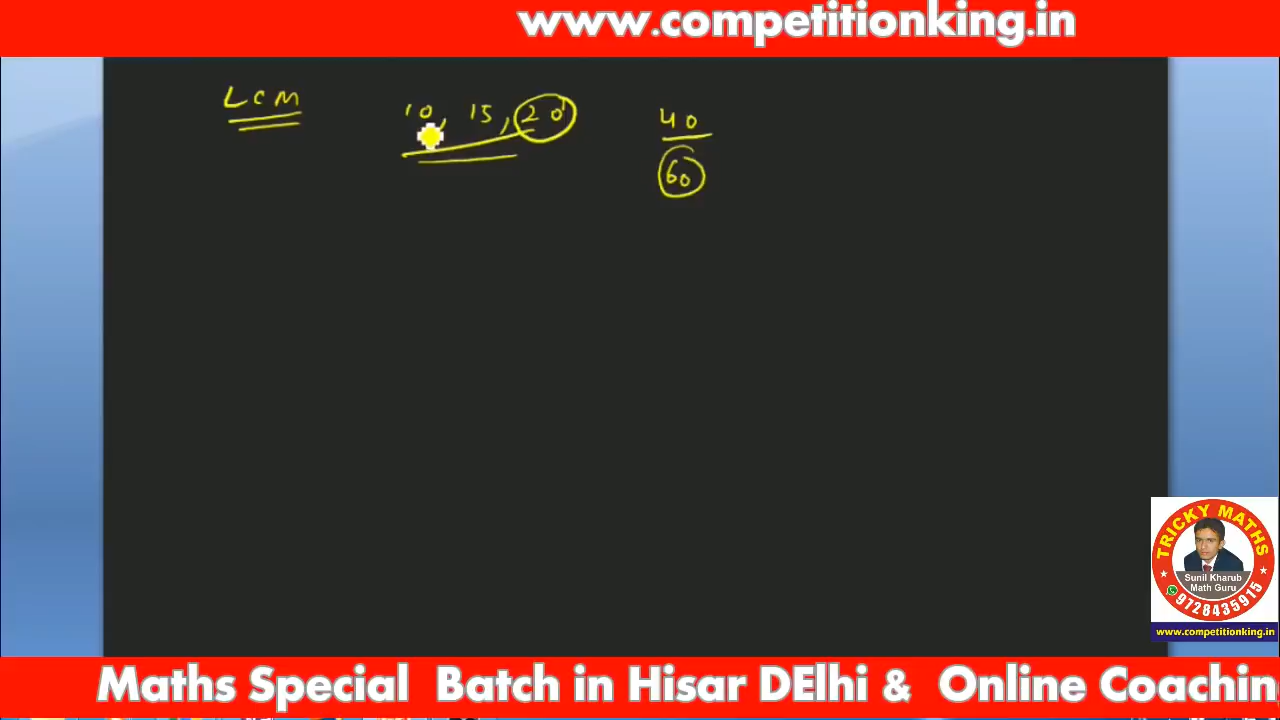 www.competitionking.in
LCM 10, 15, 20 40
60
TRICKY MATHS
Sunil Kharub
Math Guru
9728435915
www.competitionking.in
Maths Special Batch in Hisar DElhi & Online Coachin